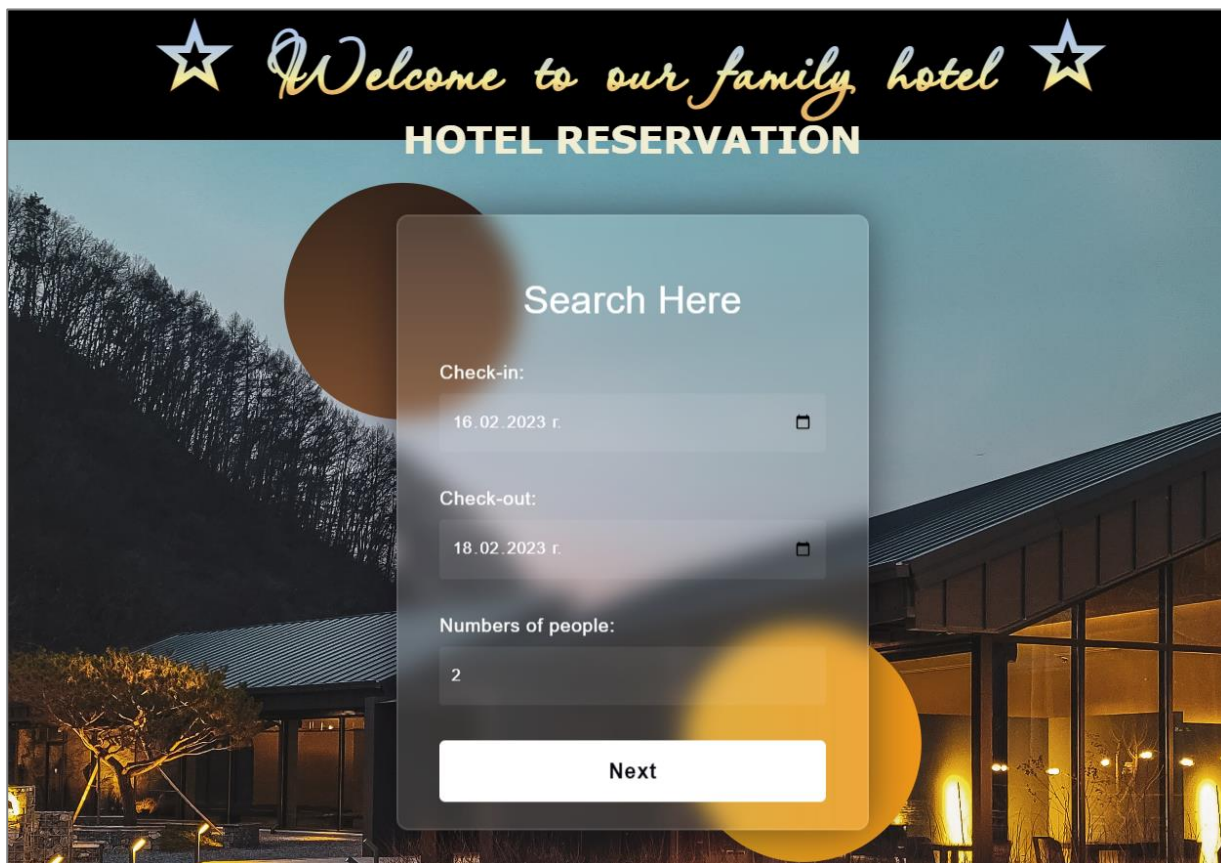 Welcome to our family hotel
HOTEL RESERVATION
Search Here
Check-in:
16.02.2023 г.
Check-out:
18.02.2023 г.
Numbers of people:
2
Next